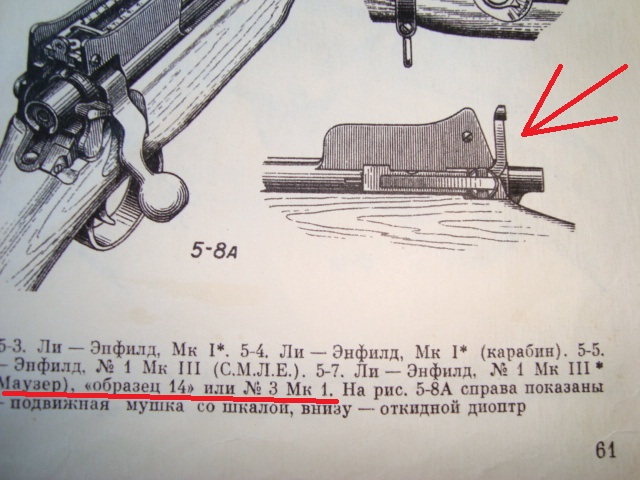 5-8А
5-3. Ли — Энфилд, Мк I*. 5-4. Ли — Энфилд, Мк I* (карабин). 5-5.
— Энфилд, № 1 Мк III (С.М.Л.Е.). 5-7. Ли — Энфилд, № 1 Мк III *
Маузер), «образец 14» или № 3 Мк 1. На рис. 5-8А справа показаны
— подвижная мушка со шкалой, внизу — откидной диоптр
61